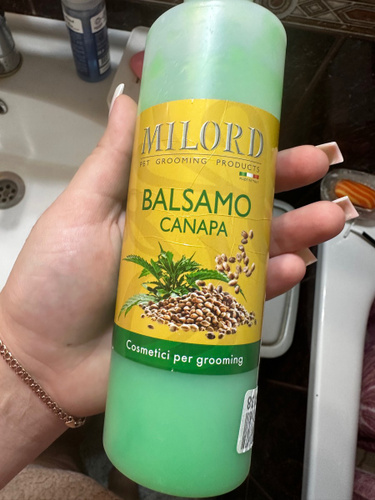 MILORD
PET GROOMING PRODUCTS
BALSAMO
CANAPA
Cosmetici per grooming